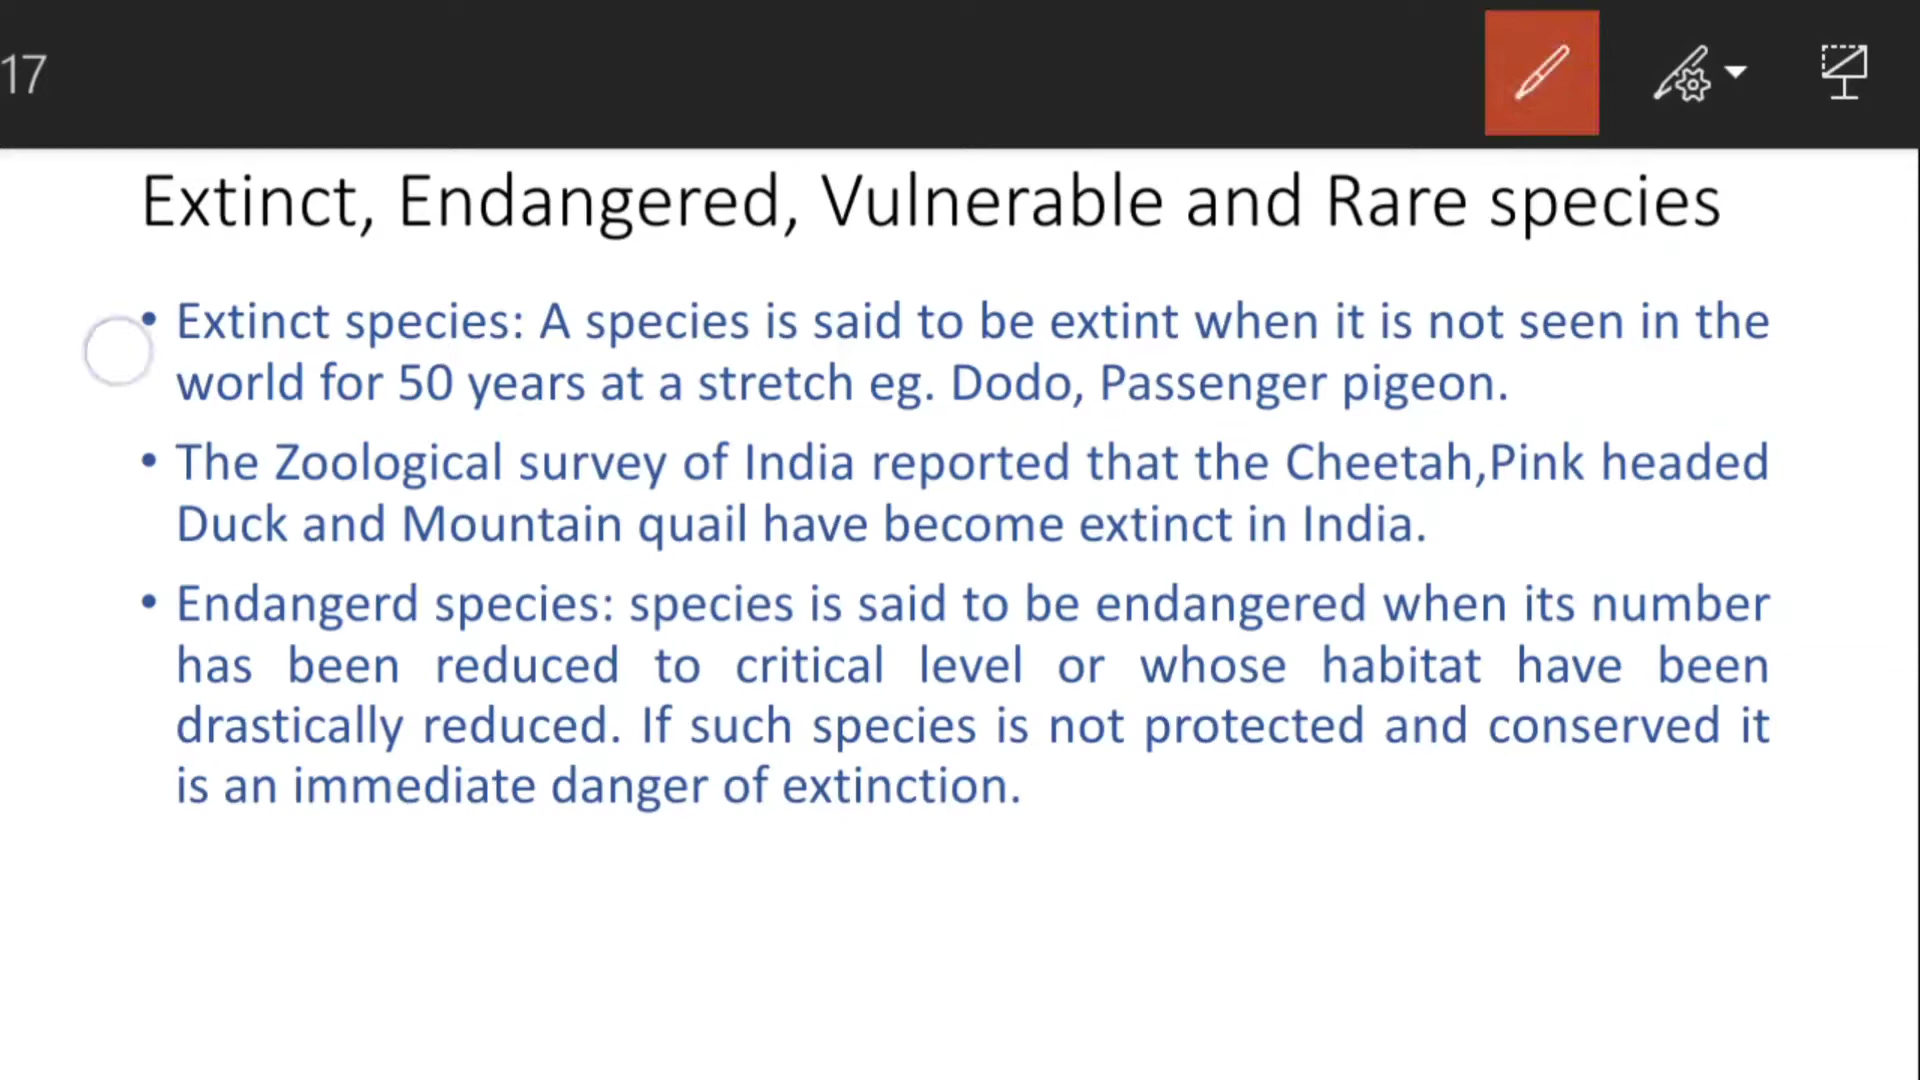 17
Extinct, Endangered, Vulnerable and Rare species
• Extinct species: A species is said to be extint when it is not seen in the
world for 50 years at a stretch eg. Dodo, Passenger pigeon.
• The Zoological survey of India reported that the Cheetah,Pink headed
Duck and Mountain quail have become extinct in India.
• Endangerd species: species is said to be endangered when its number
has been reduced to critical level or whose habitat have been
drastically reduced. If such species is not protected and conserved it
is an immediate danger of extinction.